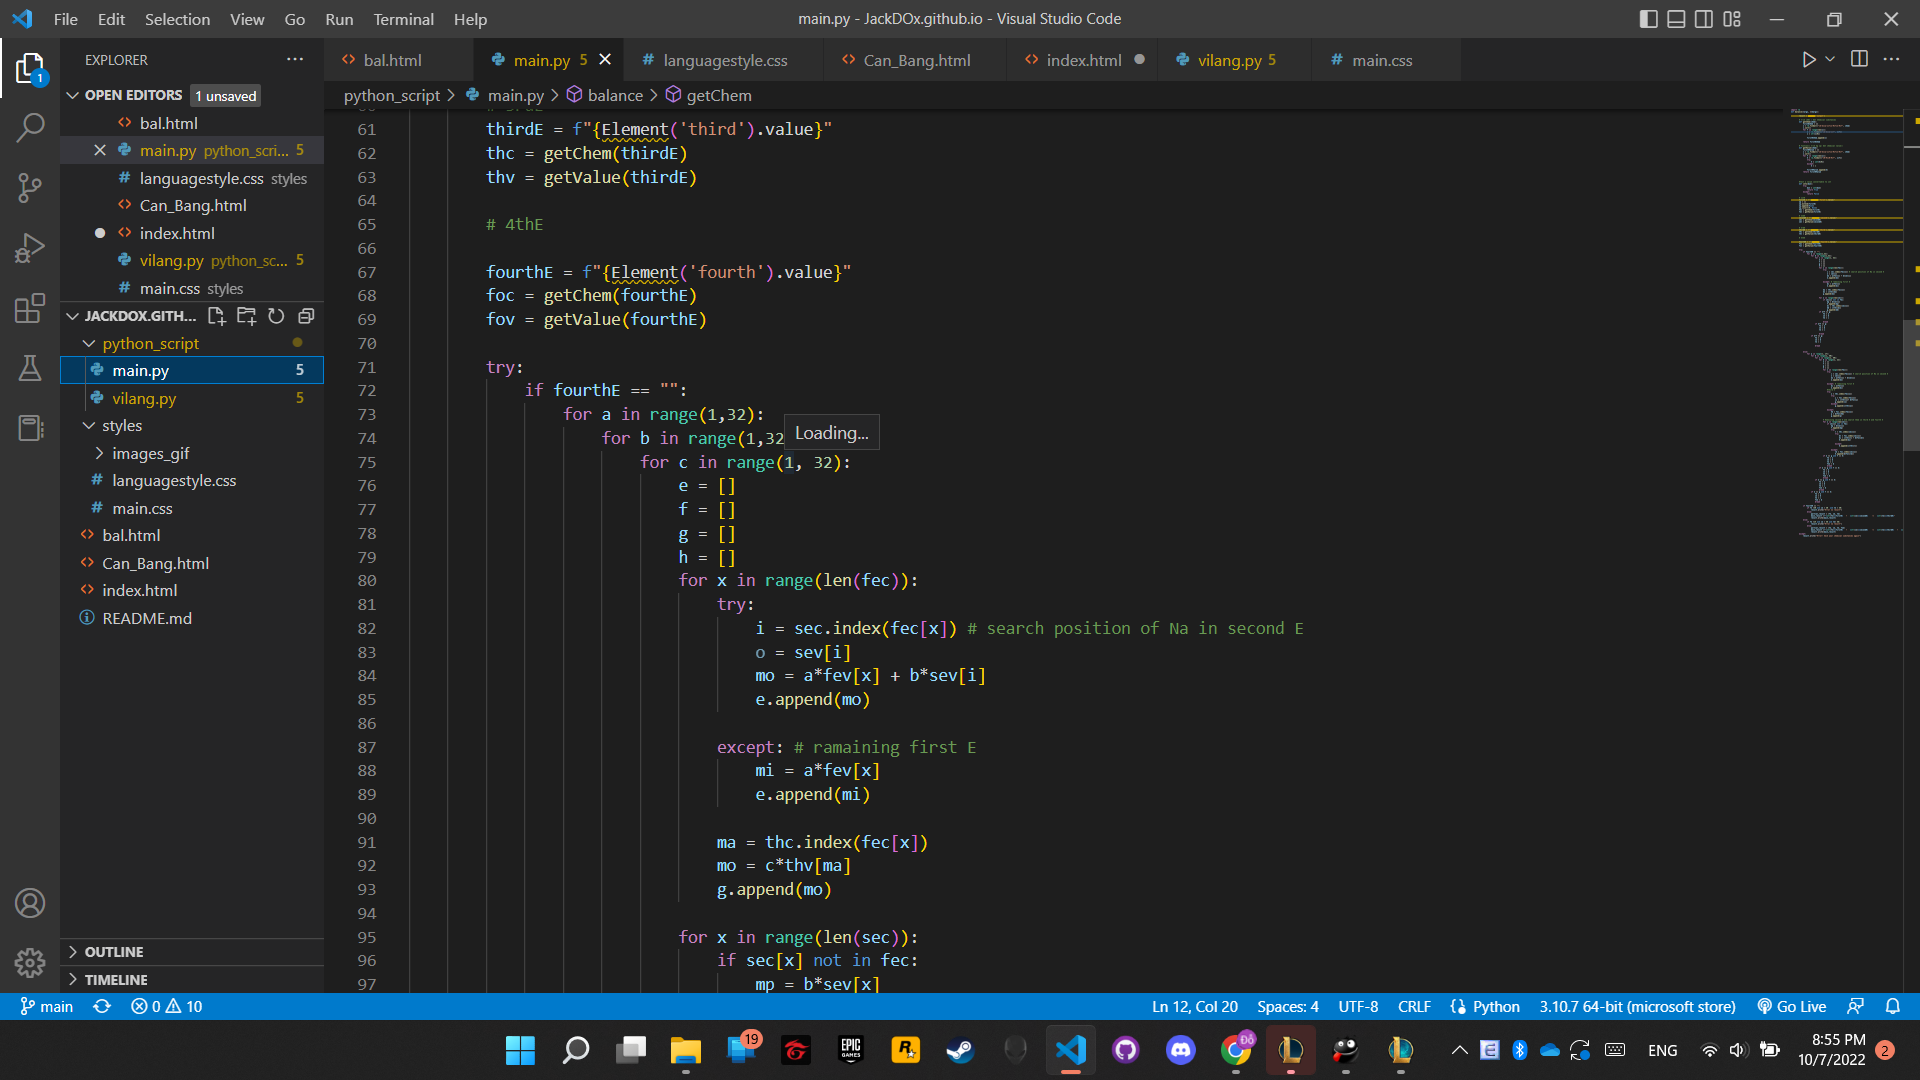 File Edit Selection View Go Run Terminal Help
main.py - JackDOx.github.io - Visual Studio Code
EXPLORER
OPEN EDITORS 1 unsaved
bal.html
main.py python_scri... 5
languagestyle.css styles
Can_Bang.html
index.html
vilang.py python_sc... 5
main.css styles
JACKDOX.GITH...
python_script
main.py 5
vilang.py 5
styles
images_gif
languagestyle.css
main.css
bal.html
Can_Bang.html
index.html
README.md
OUTLINE
TIMELINE
bal.html main.py 5 languagestyle.css Can_Bang.html index.html vilang.py 5 main.css
python_script > main.py > balance > getChem
61 thirdE = f"{Element('third').value}"
62 thc = getChem(thirdE)
63 thv = getValue(thirdE)
64
65 # 4thE
66
67 fourthE = f"{Element('fourth').value}"
68 foc = getChem(fourthE)
69 fov = getValue(fourthE)
70
71 try:
72 if fourthE == "":
73 for a in range(1,32):
74 for b in range(1,32
Loading...
75 for c in range(1, 32):
76 e = []
77 f = []
78 g = []
79 h = []
80 for x in range(len(fec)):
81 try:
82 i = sec.index(fec[x]) # search position of Na in second E
83 o = sev[i]
84 mo = a*fev[x] + b*sev[i]
85 e.append(mo)
86
87 except: # ramaining first E
88 mi = a*fev[x]
89 e.append(mi)
90
91 ma = thc.index(fec[x])
92 mo = c*thv[ma]
93 g.append(mo)
94
95 for x in range(len(sec)):
96 if sec[x] not in fec:
97 mp = b*sev[x]
main 0 10 Ln 12, Col 20 Spaces: 4 UTF-8 CRLF Python 3.10.7 64-bit (microsoft store) Go Live
1
19
EPIC GAMES
Đô
ENG
8:55 PM
10/7/2022
2